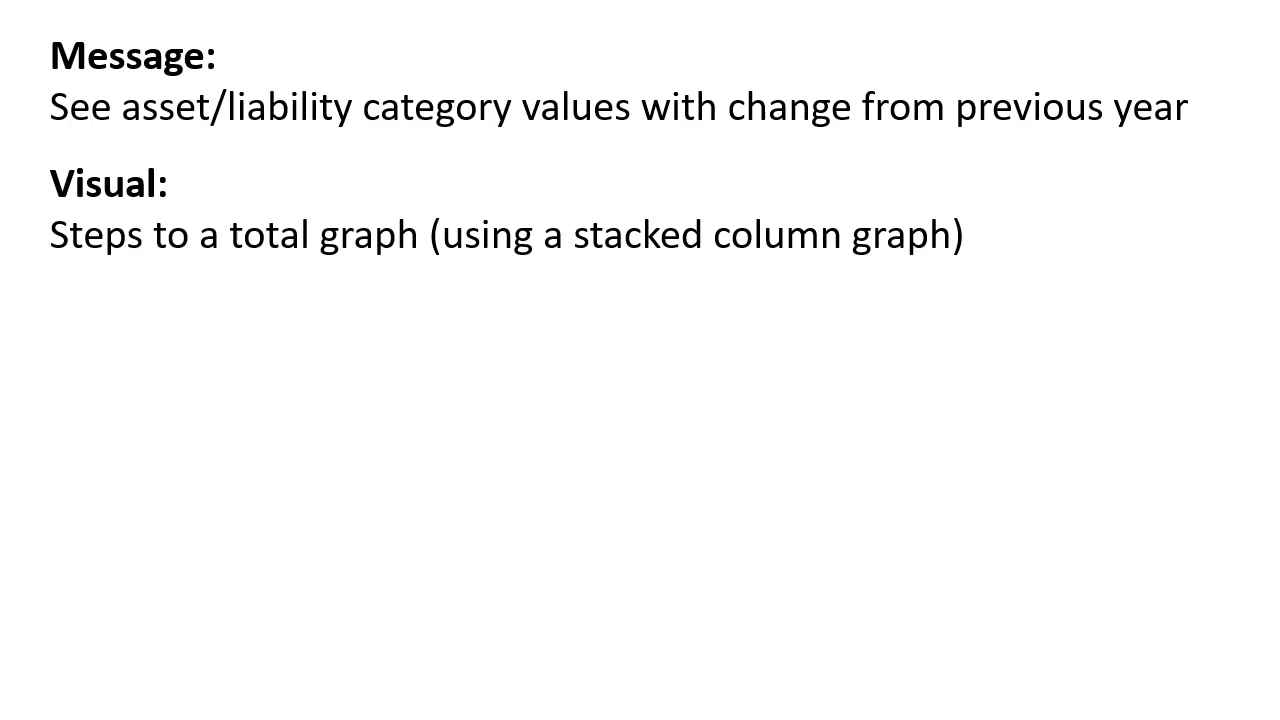 Message:
See asset/liability category values with change from previous year
Visual:
Steps to a total graph (using a stacked column graph)